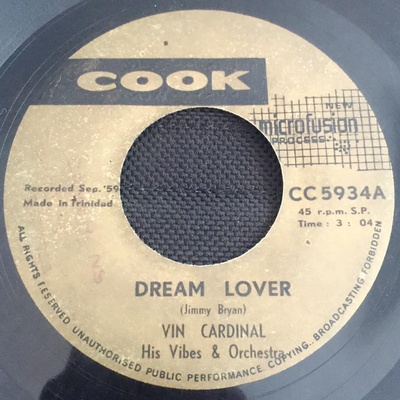 COOK
NEW
microfusion
PROCESS
Recorded Sep. '59
Made in Trinidad
CC 5934A
45 r.p.m. S.P.
Time : 3 : 04
DREAM LOVER
(Jimmy Bryan)
VIN CARDINAL
His Vibes & Orchestra
ALL RIGHTS RESERVED UNAUTHORISED PUBLIC PERFORMANCE, COPYING, BROADCASTING FORBIDDEN